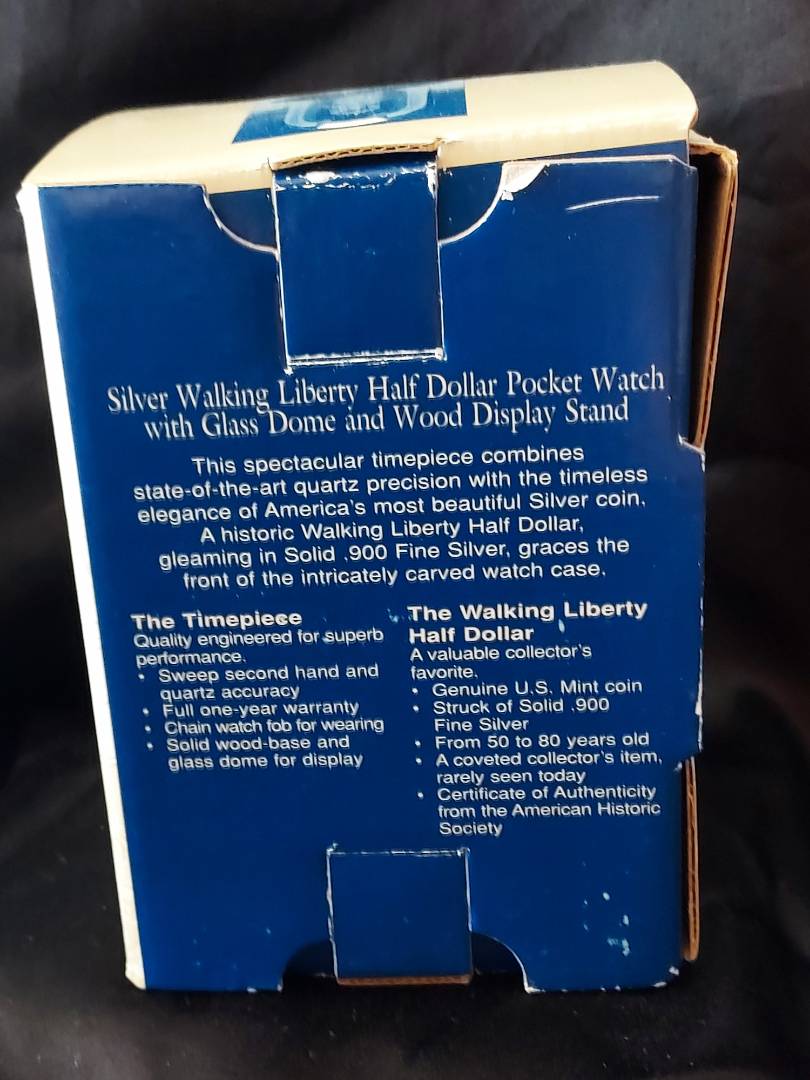 Silver Walking Liberty Half Dollar Pocket Watch
with Glass Dome and Wood Display Stand
This spectacular timepiece combines
state-of-the-art quartz precision with the timeless
elegance of America's most beautiful Silver coin.
A historic Walking Liberty Half Dollar,
gleaming in Solid .900 Fine Silver, graces the
front of the intricately carved watch case.
The Timepiece
Quality engineered for superb
performance.
• Sweep second hand and
quartz accuracy
• Full one-year warranty
• Chain watch fob for wearing
• Solid wood-base and
glass dome for display
The Walking Liberty
Half Dollar
A valuable collector's
favorite.
• Genuine U.S. Mint coin
• Struck of Solid .900
Fine Silver
• From 50 to 80 years old
• A coveted collector's item,
rarely seen today
• Certificate of Authenticity
from the American Historic
Society